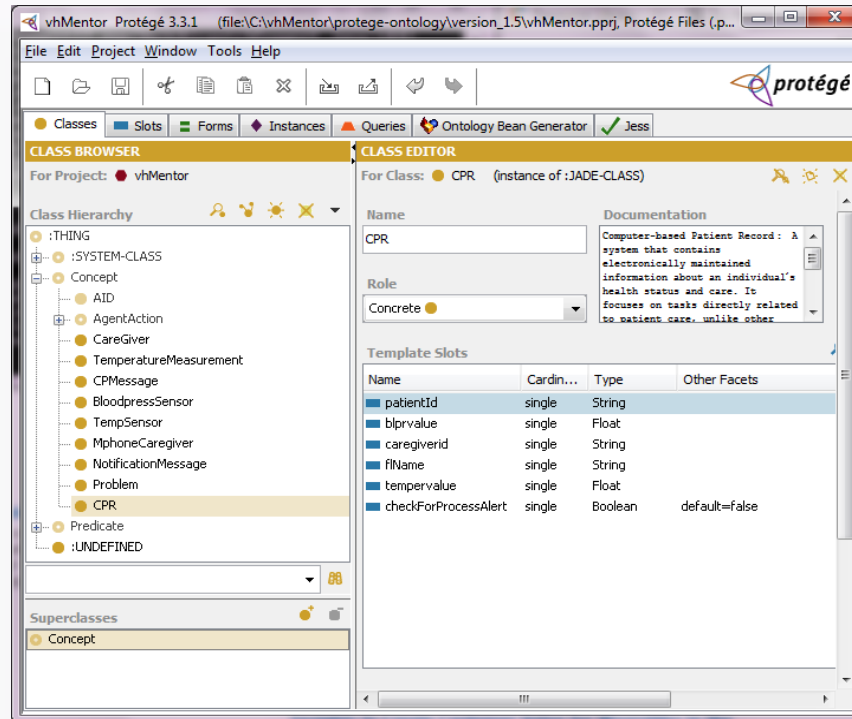 vhMentor Protégé 3.3.1 (file:\C:\vhMentor\protege-ontology\version_1.5\vhMentor.pprj, Protégé Files (.p...
File Edit Project Window Tools Help
protégé
Classes Slots Forms Instances Queries Ontology Bean Generator Jess
CLASS BROWSER
For Project: vhMentor
Class Hierarchy
:THING
:SYSTEM-CLASS
Concept
AID
AgentAction
CareGiver
TemperatureMeasurement
CPMessage
BloodpressSensor
TempSensor
MphoneCaregiver
NotificationMessage
Problem
CPR
Predicate
:UNDEFINED
Superclasses
Concept
CLASS EDITOR
For Class: CPR (instance of :JADE-CLASS)
Name
CPR
Role
Concrete
Documentation
Computer-based Patient Record: A
system that contains
electronically maintained
information about an individual's
health status and care. It
focuses on tasks directly related
to patient care, unlike other
Template Slots
Name Cardin... Type Other Facets
patientId single String
blprvalue single Float
caregiverid single String
flName single String
tempervalue single Float
checkForProcessAlert single Boolean default=false